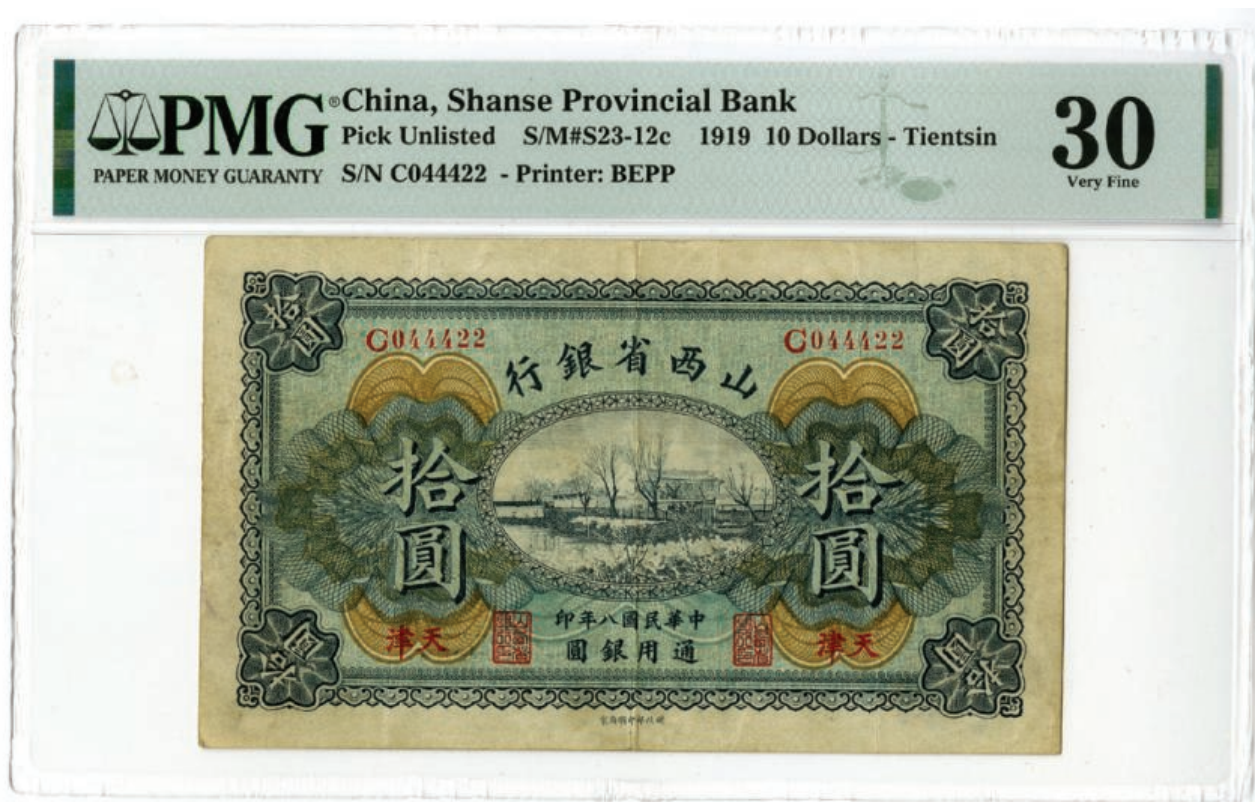 PMG® China, Shanse Provincial Bank
Pick Unlisted S/M#S23-12c 1919 10 Dollars - Tientsin
PAPER MONEY GUARANTY S/N C044422 - Printer: BEPP
30
Very Fine
拾圓
拾圓
C044422
C044422
山西省銀行
拾圓
拾圓
中華民國八年印
通用銀圓
天津
天津
拾圓
拾圓